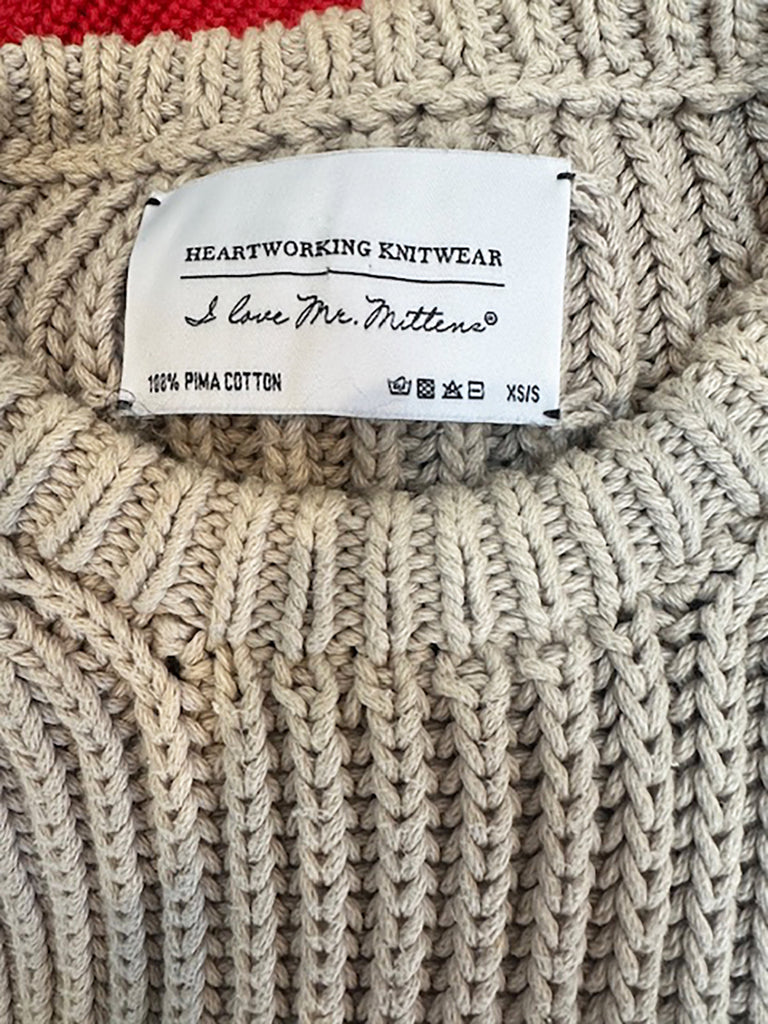 HEARTWORKING KNITWEAR
I love Mr. Mittens®
100% PIMA COTTON XS/S